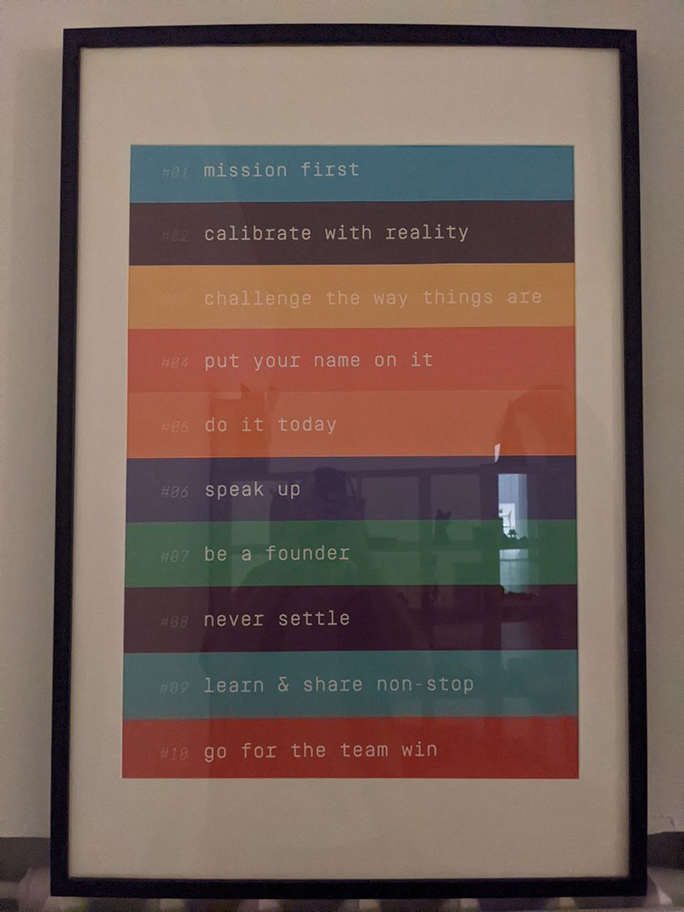 #01 mission first
#02 calibrate with reality
challenge the way things are
#04 put your name on it
#05 do it today
#06 speak up
#07 be a founder
#08 never settle
#09 learn & share non-stop
#10 go for the team win